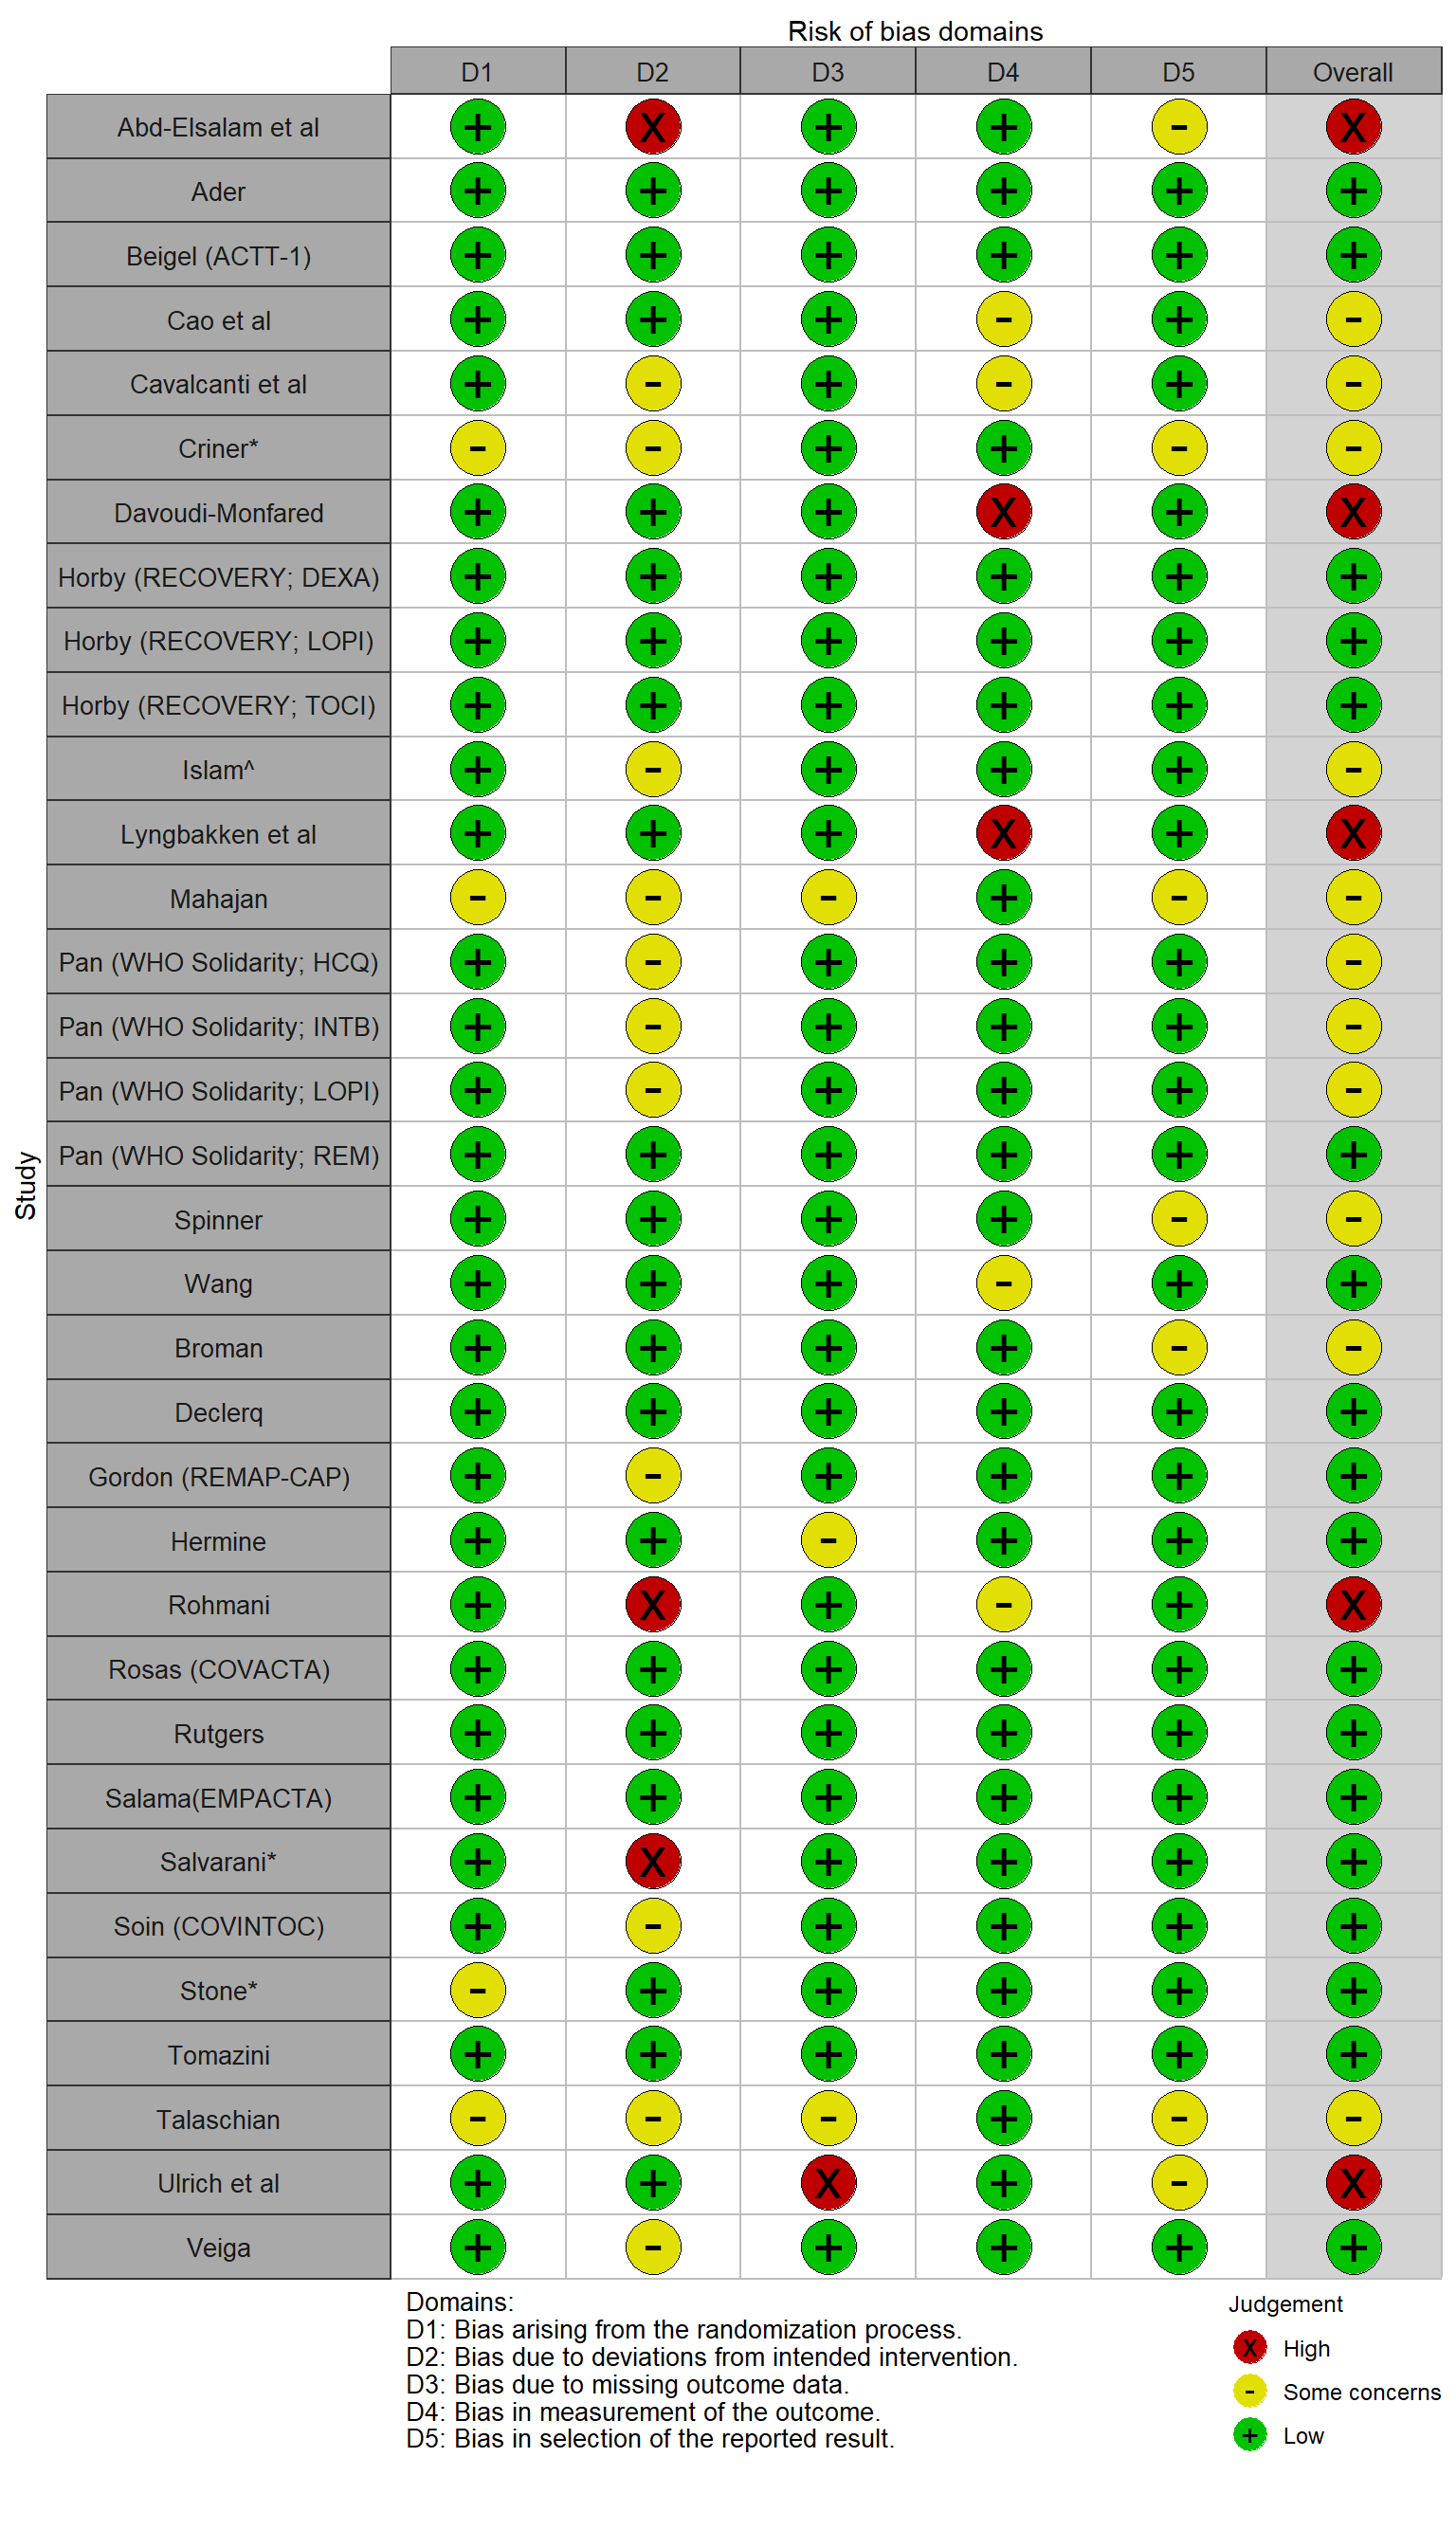 Risk of bias domains
D1 D2 D3 D4 D5 Overall
Abd-Elsalam et al + X + + - X
Ader + + + + + +
Beigel (ACTT-1) + + + + + +
Cao et al + + + - + -
Cavalcanti et al + - + - + -
Criner* - - + + - -
Davoudi-Monfared + + + X + X
Horby (RECOVERY; DEXA) + + + + + +
Horby (RECOVERY; LOPI) + + + + + +
Horby (RECOVERY; TOCI) + + + + + +
Islam^ + - + + + -
Lyngbakken et al + + + X + X
Mahajan - - - + - -
Pan (WHO Solidarity; HCQ) + - + + + -
Pan (WHO Solidarity; INTB) + - + + + -
Pan (WHO Solidarity; LOPI) + - + + + -
Pan (WHO Solidarity; REM) + + + + + +
Spinner + + + + - -
Wang + + + - + +
Broman + + + + - -
Declerq + + + + + +
Gordon (REMAP-CAP) + - + + + +
Hermine + + - + + +
Rohmani + X + - + X
Rosas (COVACTA) + + + + + +
Rutgers + + + + + +
Salama(EMPACTA) + + + + + +
Salvarani* + X + + + +
Soin (COVINTOC) + - + + + +
Stone* - + + + + +
Tomazini + + + + + +
Talaschian - - - + - -
Ulrich et al + + X + - X
Veiga + - + + + +
Study
Domains:
D1: Bias arising from the randomization process.
D2: Bias due to deviations from intended intervention.
D3: Bias due to missing outcome data.
D4: Bias in measurement of the outcome.
D5: Bias in selection of the reported result.
Judgement
X High
- Some concerns
+ Low